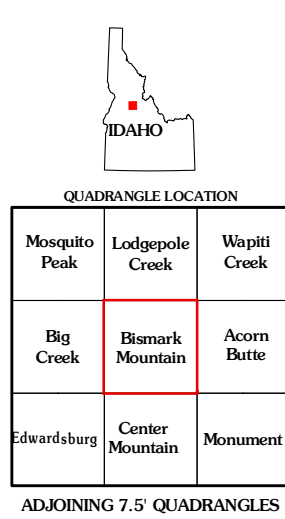 IDAHO
QUADRANGLE LOCATION
Mosquito Peak
Lodgepole Creek
Wapiti Creek
Big Creek
Bismark Mountain
Acorn Butte
Edwardsburg
Center Mountain
Monument
ADJOINING 7.5' QUADRANGLES